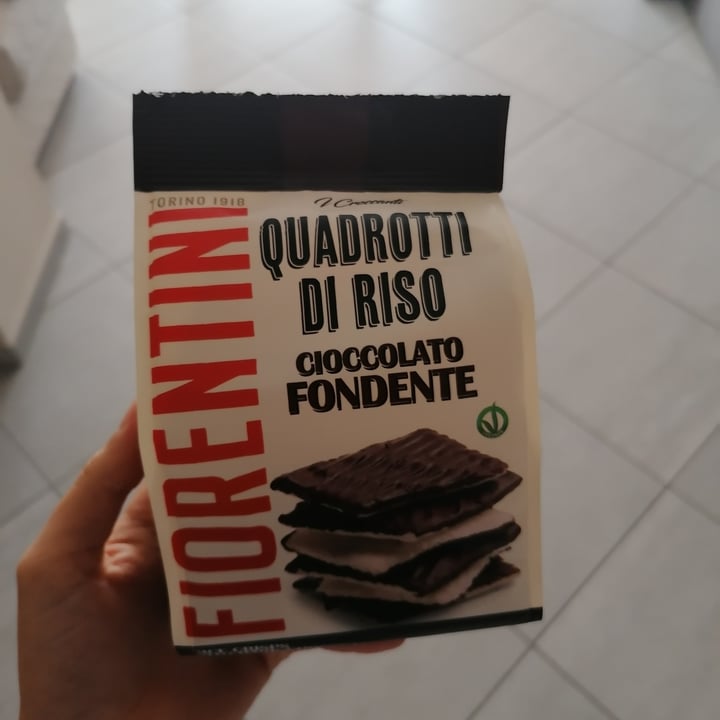 TORINO 1918
FIORENTINI
I Croccanti
QUADROTTI
DI RISO
CIOCCOLATO
FONDENTE